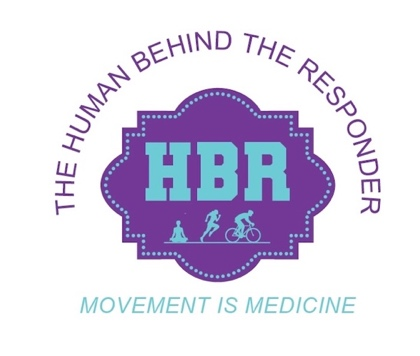 THE HUMAN BEHIND THE RESPONDER
HBR
MOVEMENT IS MEDICINE